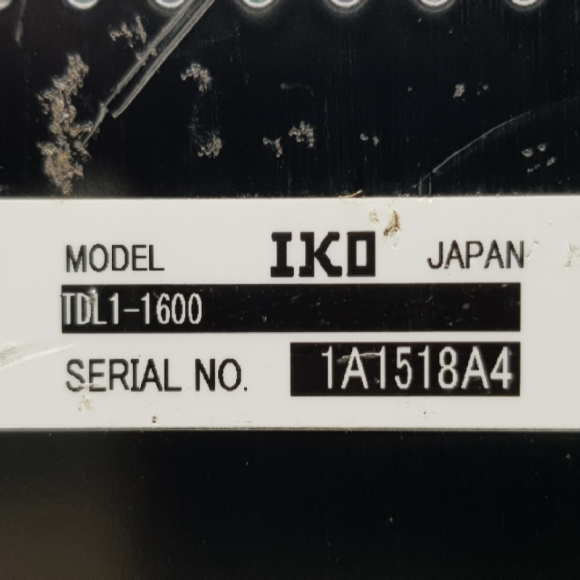 MODEL IKO JAPAN
TDL1-1600
SERIAL NO. 1A1518A4